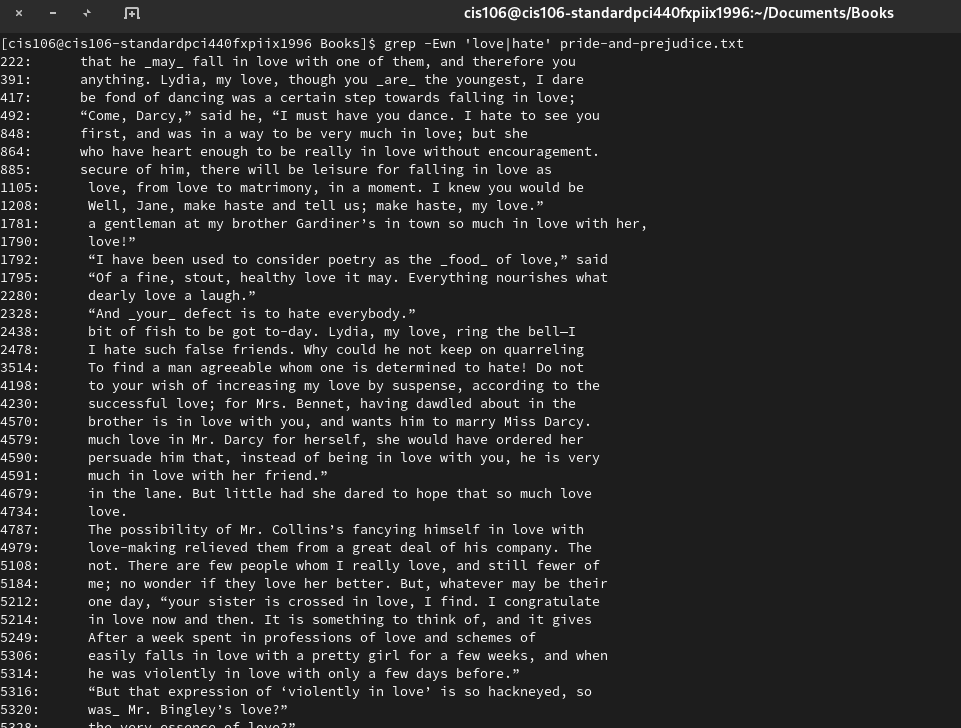 cis106@cis106-standardpci440fxpiix1996:~/Documents/Books
[cis106@cis106-standardpci440fxpiix1996 Books]$ grep -Ewn 'love|hate' pride-and-prejudice.txt
222:      that he _may_ fall in love with one of them, and therefore you
391:      anything. Lydia, my love, though you _are_ the youngest, I dare
417:      be fond of dancing was a certain step towards falling in love;
492:      “Come, Darcy,” said he, “I must have you dance. I hate to see you
848:      first, and was in a way to be very much in love; but she
864:      who have heart enough to be really in love without encouragement.
885:      secure of him, there will be leisure for falling in love as
1105:      love, from love to matrimony, in a moment. I knew you would be
1208:      Well, Jane, make haste and tell us; make haste, my love.”
1781:      a gentleman at my brother Gardiner’s in town so much in love with her,
1790:      love!”
1792:      “I have been used to consider poetry as the _food_ of love,” said
1795:      “Of a fine, stout, healthy love it may. Everything nourishes what
2280:      dearly love a laugh.”
2328:      “And _your_ defect is to hate everybody.”
2438:      bit of fish to be got to-day. Lydia, my love, ring the bell—I
2478:      I hate such false friends. Why could he not keep on quarreling
3514:      To find a man agreeable whom one is determined to hate! Do not
4198:      to your wish of increasing my love by suspense, according to the
4230:      successful love; for Mrs. Bennet, having dawdled about in the
4570:      brother is in love with you, and wants him to marry Miss Darcy.
4579:      much love in Mr. Darcy for herself, she would have ordered her
4590:      persuade him that, instead of being in love with you, he is very
4591:      much in love with her friend.”
4679:      in the lane. But little had she dared to hope that so much love
4734:      love.
4787:      The possibility of Mr. Collins’s fancying himself in love with
4979:      love-making relieved them from a great deal of his company. The
5108:      not. There are few people whom I really love, and still fewer of
5184:      me; no wonder if they love her better. But, whatever may be their
5212:      one day, “your sister is crossed in love, I find. I congratulate
5214:      in love now and then. It is something to think of, and it gives
5249:      After a week spent in professions of love and schemes of
5306:      easily falls in love with a pretty girl for a few weeks, and when
5314:      he was violently in love with only a few days before.”
5316:      “But that expression of ‘violently in love’ is so hackneyed, so
5320:      was_ Mr. Bingley’s love?”
5328:      the very essence of love?”